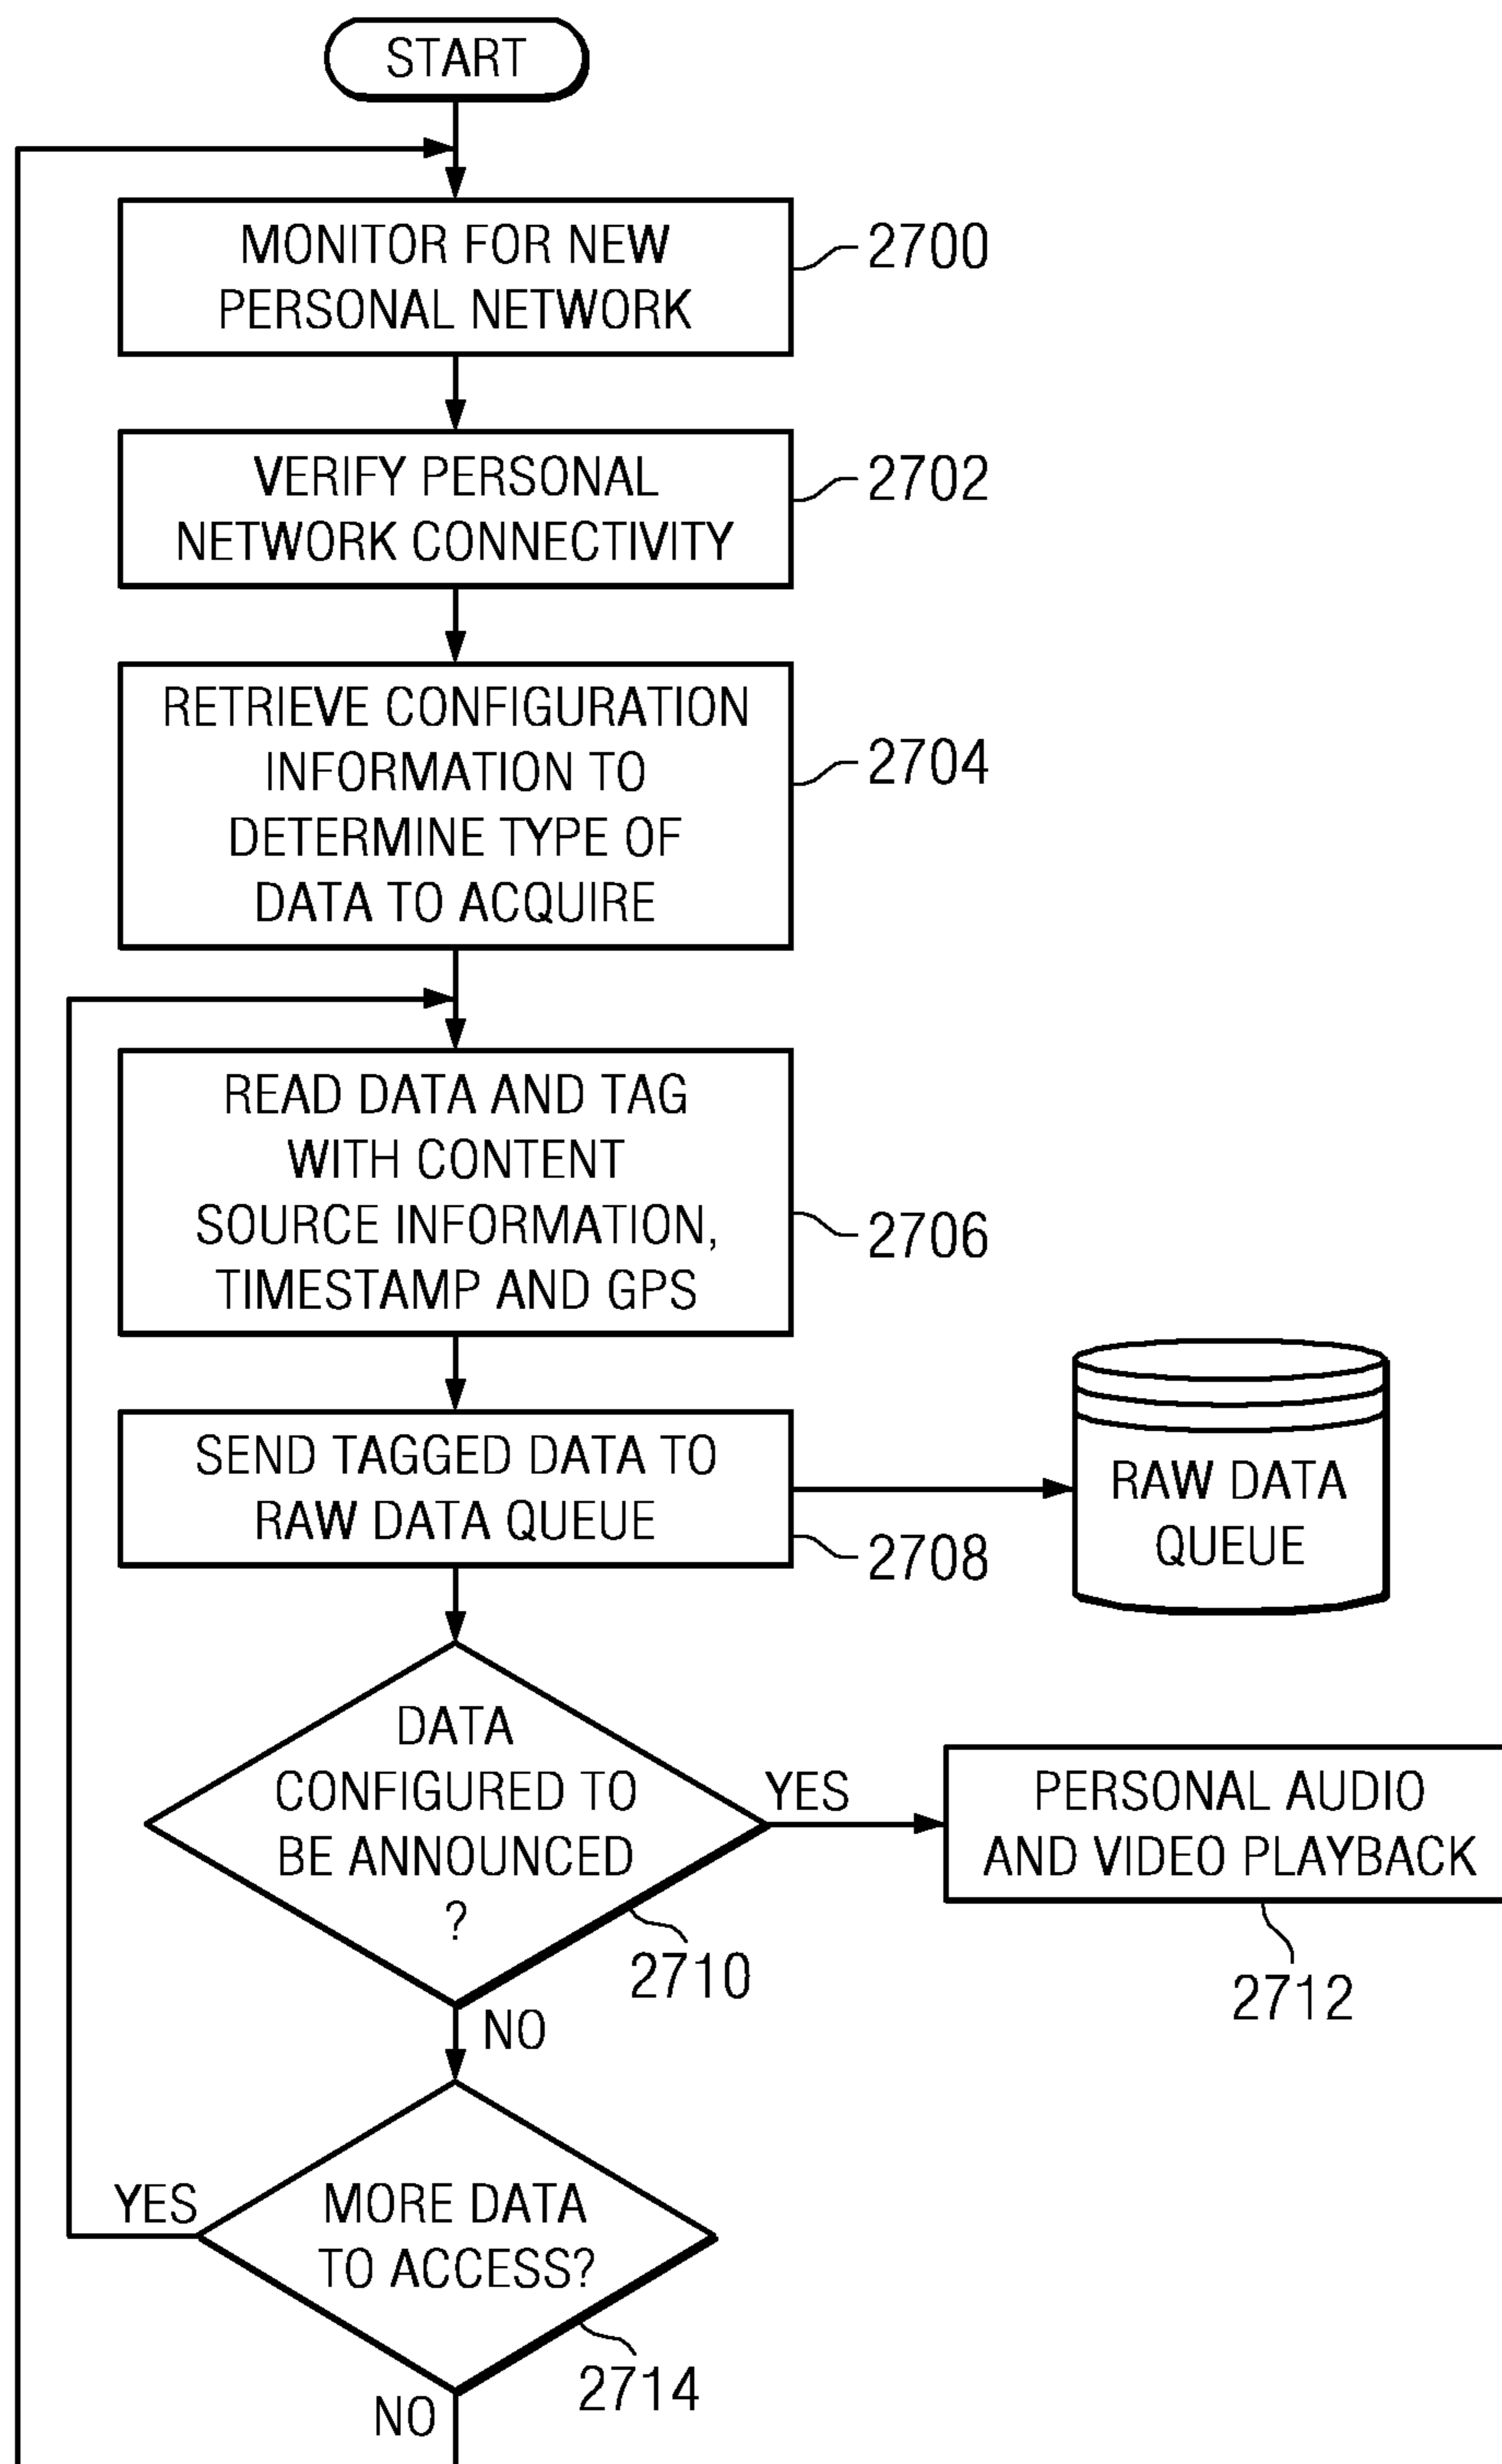 START
MONITOR FOR NEW
PERSONAL NETWORK
2700
VERIFY PERSONAL
NETWORK CONNECTIVITY
2702
RETRIEVE CONFIGURATION
INFORMATION TO
DETERMINE TYPE OF
DATA TO ACQUIRE
2704
READ DATA AND TAG
WITH CONTENT
SOURCE INFORMATION,
TIMESTAMP AND GPS
2706
SEND TAGGED DATA TO
RAW DATA QUEUE
2708
RAW DATA
QUEUE
DATA
CONFIGURED TO
BE ANNOUNCED
?
2710
YES
PERSONAL AUDIO
AND VIDEO PLAYBACK
2712
NO
MORE DATA
TO ACCESS?
YES
2714
NO